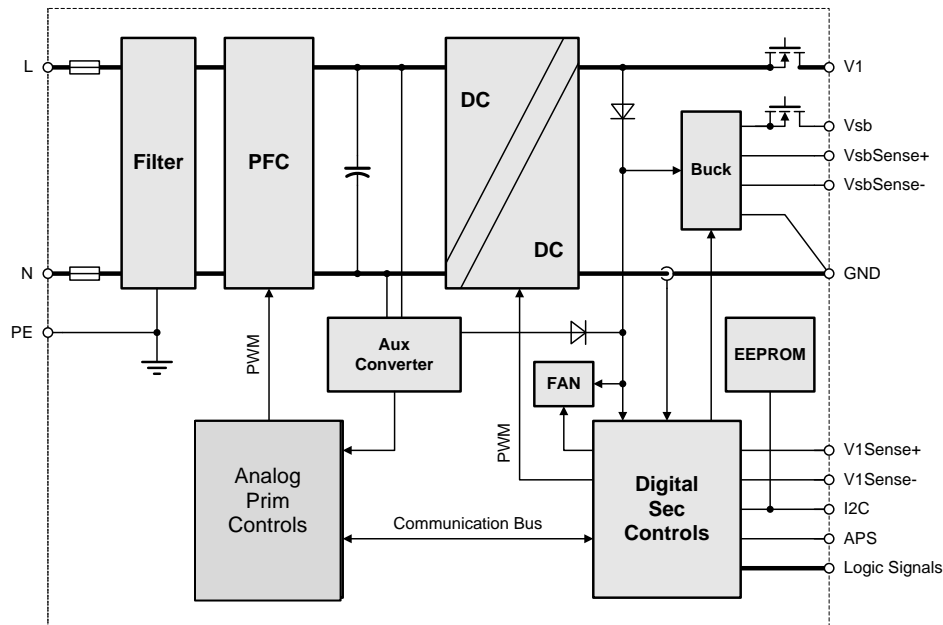 L
V1
DC
Vsb
Filter
PFC
Buck
VsbSense+
VsbSense-
DC
N
GND
PE
PWM
Aux
Converter
EEPROM
FAN
PWM
Analog
Prim
Controls
Communication Bus
Digital
Sec
Controls
V1Sense+
V1Sense-
I2C
APS
Logic Signals